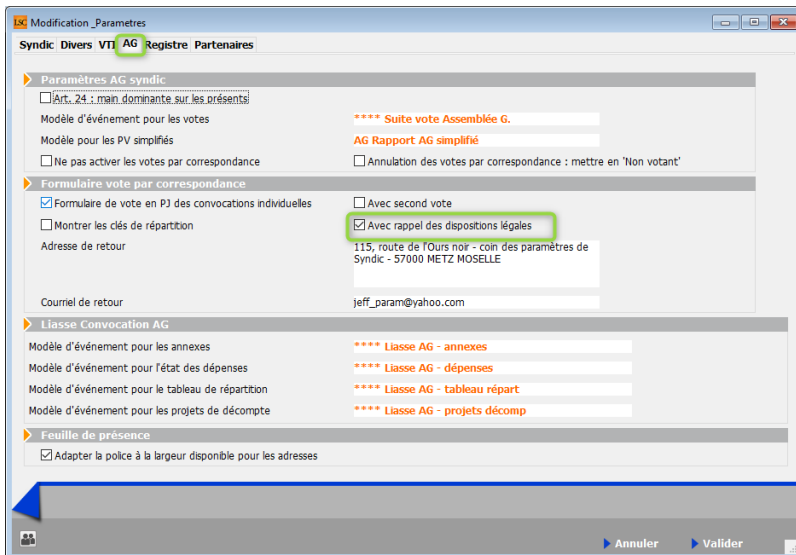 LSC Modification _Parametres
Syndic Divers VTI AG Registre Partenaires
Paramètres AG syndic
Art. 24 : main dominante sur les présents
Modèle d'événement pour les votes **** Suite vote Assemblée G.
Modèle pour les PV simplifiés AG Rapport AG simplifié
Ne pas activer les votes par correspondance Annulation des votes par correspondance : mettre en 'Non votant'
Formulaire vote par correspondance
Formulaire de vote en PJ des convocations individuelles Avec second vote
Montrer les clés de répartition Avec rappel des dispositions légales
Adresse de retour 115, route de l'Ours noir - coin des paramètres de
Syndic - 57000 METZ MOSELLE
Courriel de retour jeff_param@yahoo.com
Liasse Convocation AG
Modèle d'événement pour les annexes **** Liasse AG - annexes
Modèle d'événement pour l'état des dépenses **** Liasse AG - dépenses
Modèle d'événement pour le tableau de répartition **** Liasse AG - tableau répart
Modèle d'événement pour les projets de décompte **** Liasse AG - projets décomp
Feuille de présence
Adapter la police à la largeur disponible pour les adresses
Annuler Valider